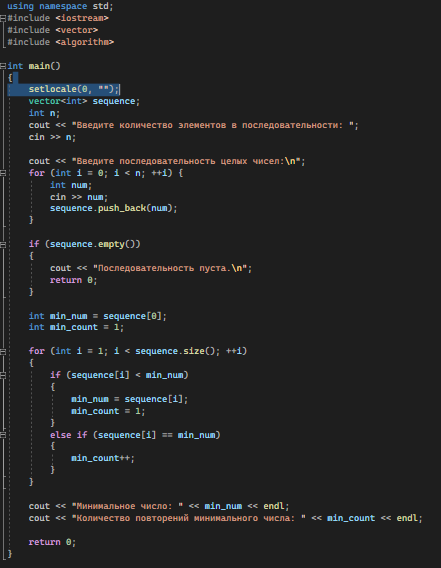 using namespace std;
#include <iostream>
#include <vector>
#include <algorithm>
int main()
{
setlocale(0, "");
vector<int> sequence;
int n;
cout << "Введите количество элементов в последовательности: ";
cin >> n;
cout << "Введите последовательность целых чисел:\n";
for (int i = 0; i < n; ++i) {
int num;
cin >> num;
sequence.push_back(num);
}
if (sequence.empty())
{
cout << "Последовательность пуста.\n";
return 0;
}
int min_num = sequence[0];
int min_count = 1;
for (int i = 1; i < sequence.size(); ++i)
{
if (sequence[i] < min_num)
{
min_num = sequence[i];
min_count = 1;
}
else if (sequence[i] == min_num)
{
min_count++;
}
}
cout << "Минимальное число: " << min_num << endl;
cout << "Количество повторений минимального числа: " << min_count << endl;
return 0;
}